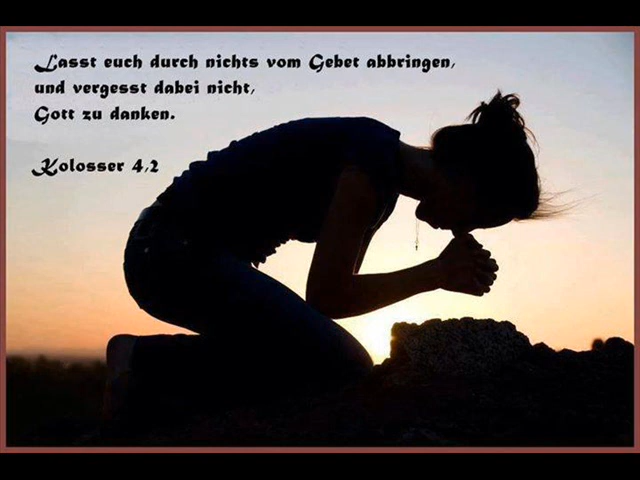 Lasst euch durch nichts vom Gebet abbringen,
und vergesst dabei nicht,
Gott zu danken.
Kolosser 4,2